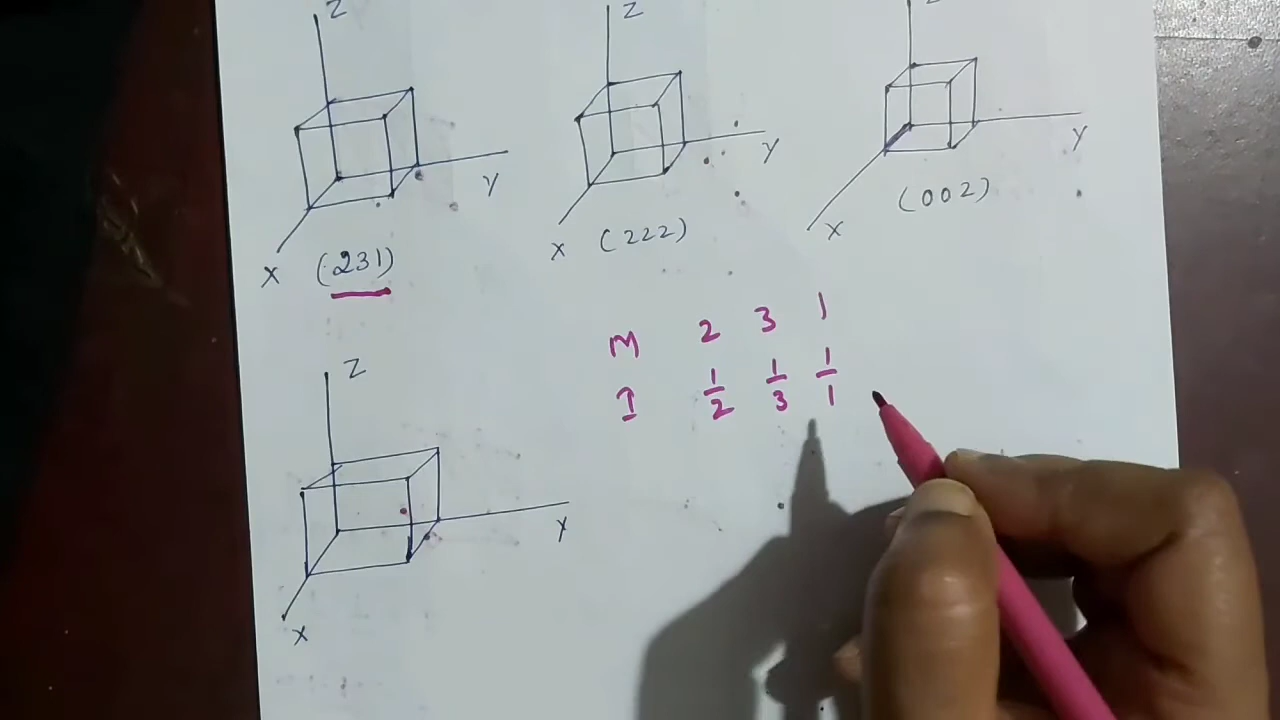 Z
Z
Z
Y
Y
Y
X
(231)
X
(222)
X
(002)
M 2 3 1
I 1/2 1/3 1/1
Z
Y
X